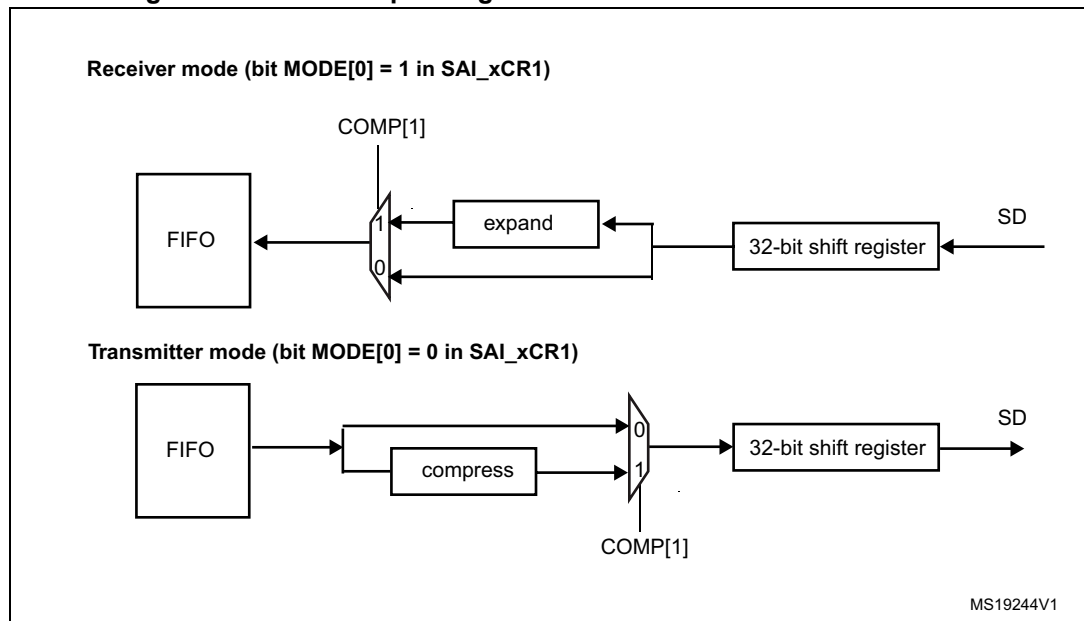 Receiver mode (bit MODE[0] = 1 in SAI_xCR1)
COMP[1]
FIFO
1
0
expand
32-bit shift register
SD
Transmitter mode (bit MODE[0] = 0 in SAI_xCR1)
FIFO
compress
0
1
32-bit shift register
SD
COMP[1]
MS19244V1